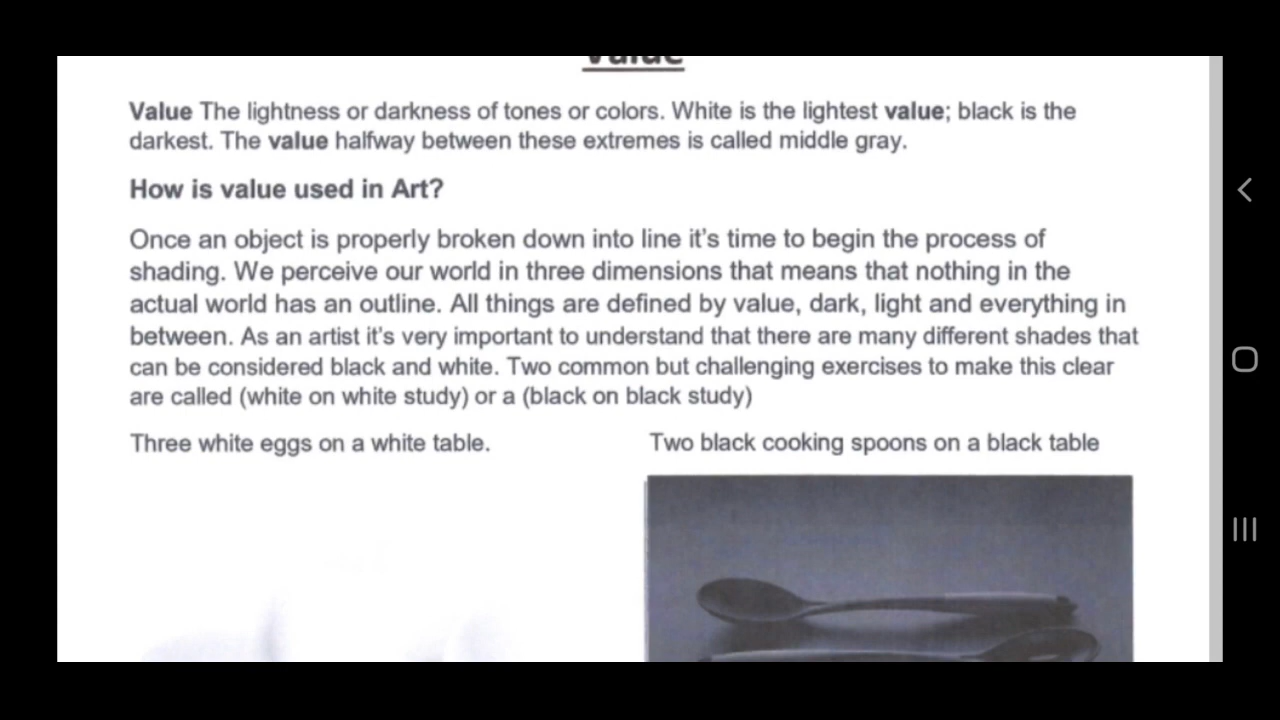 Value
Value The lightness or darkness of tones or colors. White is the lightest value; black is the
darkest. The value halfway between these extremes is called middle gray.
How is value used in Art?
Once an object is properly broken down into line it's time to begin the process of
shading. We perceive our world in three dimensions that means that nothing in the
actual world has an outline. All things are defined by value, dark, light and everything in
between. As an artist it's very important to understand that there are many different shades that
can be considered black and white. Two common but challenging exercises to make this clear
are called (white on white study) or a (black on black study)
Three white eggs on a white table.
Two black cooking spoons on a black table